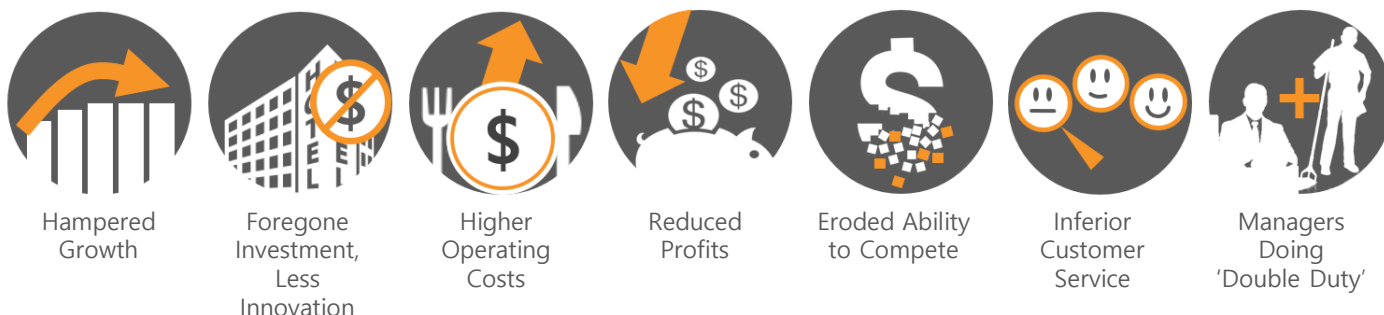 HOTEL
$
$
$
$
$
Hampered
Growth
Foregone
Investment,
Less
Innovation
Higher
Operating
Costs
Reduced
Profits
Eroded Ability
to Compete
Inferior
Customer
Service
Managers
Doing
'Double Duty'